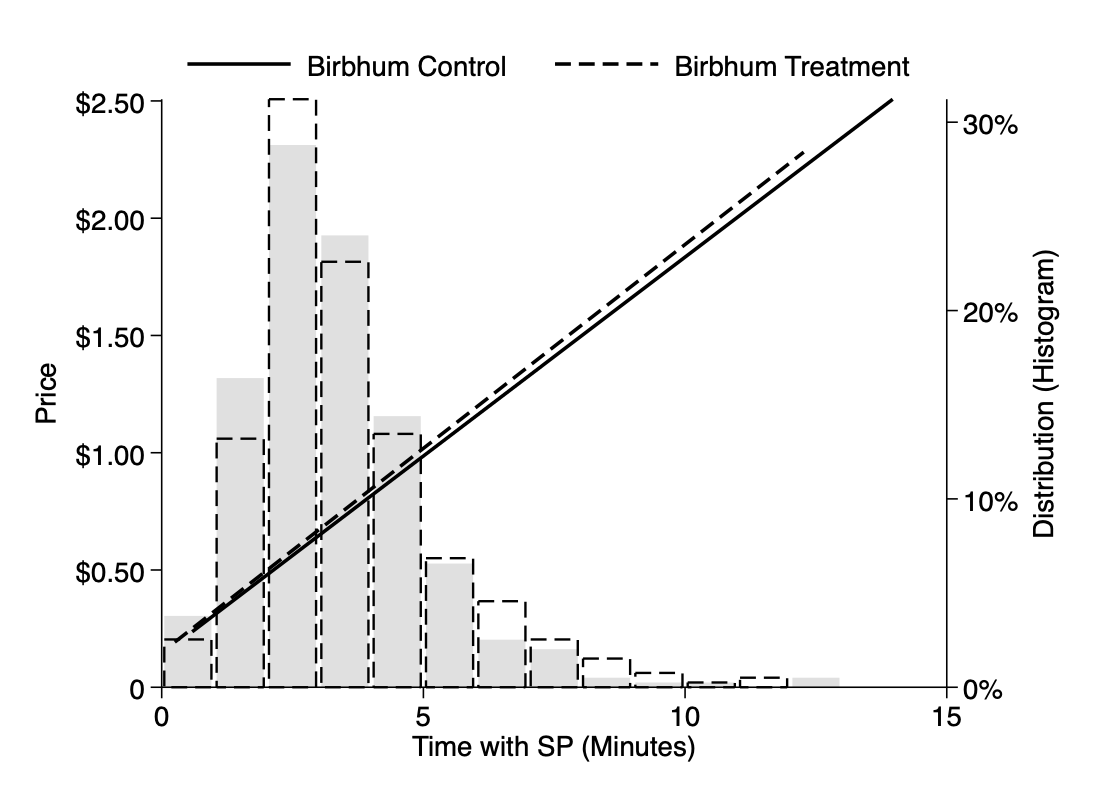 Birbhum Control Birbhum Treatment
$2.50
$2.00
$1.50
$1.00
$0.50
0
Price
30%
20%
10%
0%
Distribution (Histogram)
0 5 10 15
Time with SP (Minutes)